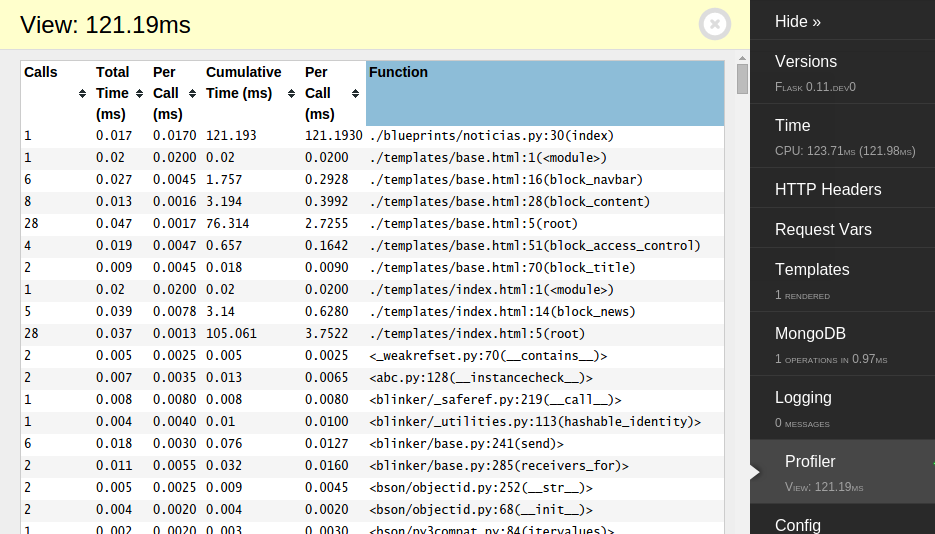 View: 121.19ms
Calls Total Time (ms) Per Call (ms) Cumulative Time (ms) Per Call (ms) Function
1 0.017 0.0170 121.193 121.1930 ./blueprints/noticias.py:30(index)
1 0.02 0.0200 0.02 0.0200 ./templates/base.html:1(<module>)
6 0.027 0.0045 1.757 0.2928 ./templates/base.html:16(block_navbar)
8 0.013 0.0016 3.194 0.3992 ./templates/base.html:28(block_content)
28 0.047 0.0017 76.314 2.7255 ./templates/base.html:5(root)
4 0.019 0.0047 0.657 0.1642 ./templates/base.html:51(block_access_control)
2 0.009 0.0045 0.018 0.0090 ./templates/base.html:70(block_title)
1 0.02 0.0200 0.02 0.0200 ./templates/index.html:1(<module>)
5 0.039 0.0078 3.14 0.6280 ./templates/index.html:14(block_news)
28 0.037 0.0013 105.061 3.7522 ./templates/index.html:5(root)
2 0.005 0.0025 0.005 0.0025 <_weakrefset.py:70(__contains__)>
2 0.007 0.0035 0.013 0.0065 <abc.py:128(__instancecheck__)>
1 0.008 0.0080 0.008 0.0080 <blinker/_saferef.py:219(__call__)>
1 0.004 0.0040 0.01 0.0100 <blinker/_utilities.py:113(hashable_identity)>
6 0.018 0.0030 0.076 0.0127 <blinker/base.py:241(send)>
2 0.011 0.0055 0.032 0.0160 <blinker/base.py:285(receivers_for)>
2 0.005 0.0025 0.009 0.0045 <bson/objectid.py:252(__str__)>
2 0.004 0.0020 0.004 0.0020 <bson/objectid.py:68(__init__)>
1 0.002 0.0020 0.003 0.0030 <bson/py3compat.py:84(itervalues)>
Hide »
Versions
Flask 0.11.dev0
Time
CPU: 123.71ms (121.98ms)
HTTP Headers
Request Vars
Templates
1 rendered
MongoDB
1 operations in 0.97ms
Logging
0 messages
Profiler
View: 121.19ms
Config